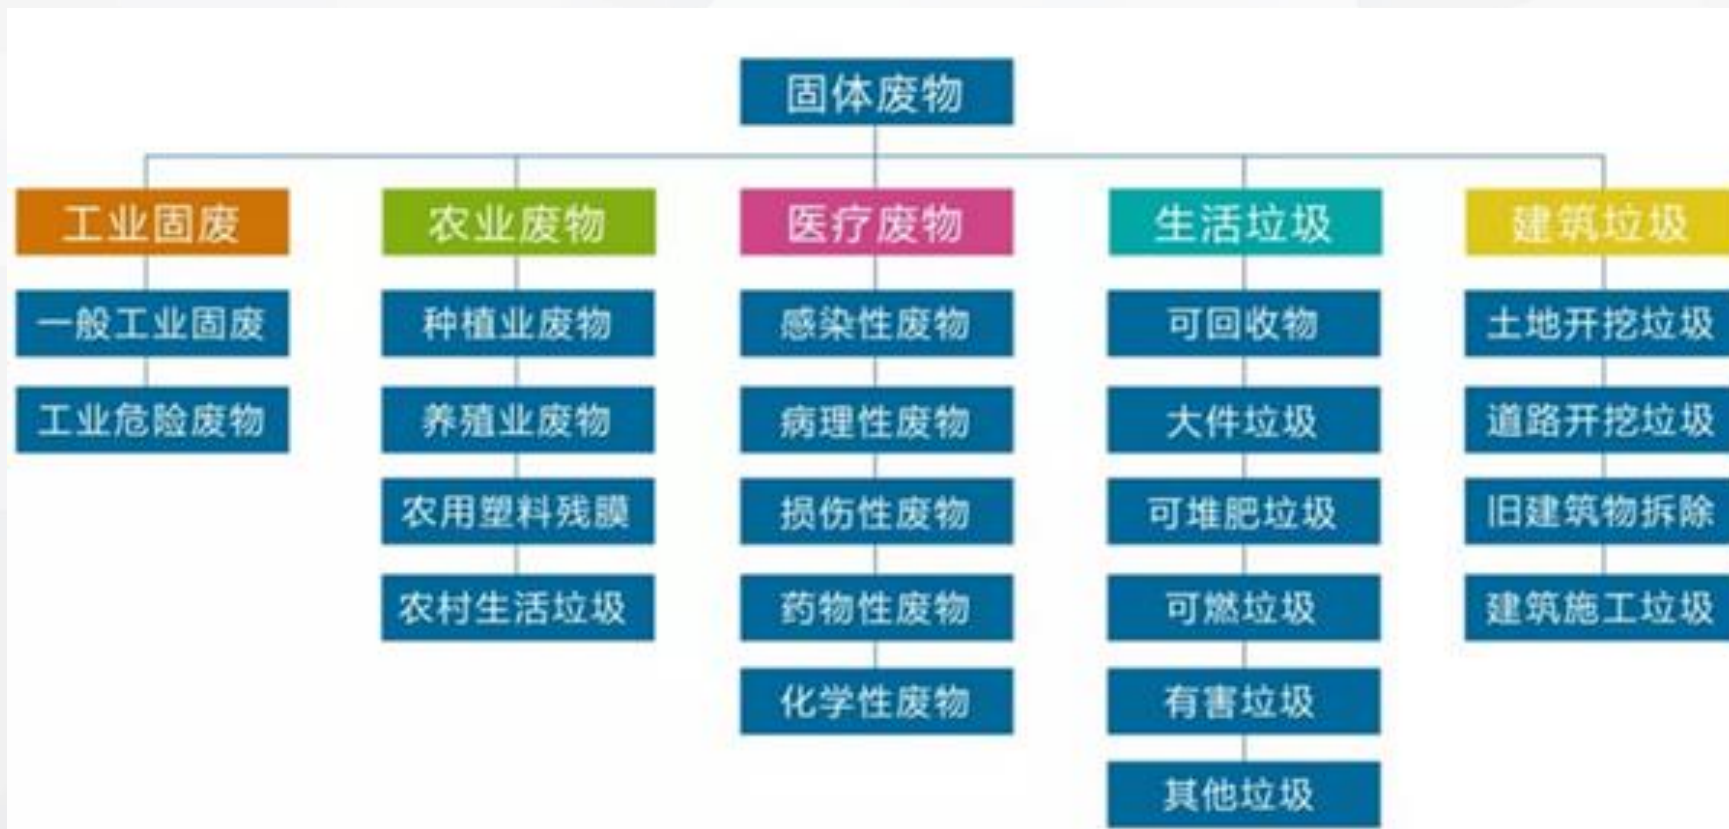 固体废物
工业固废
一般工业固废
工业危险废物
农业废物
种植业废物
养殖业废物
农用塑料残膜
农村生活垃圾
医疗废物
感染性废物
病理性废物
损伤性废物
药物性废物
化学性废物
生活垃圾
可回收物
大件垃圾
可堆肥垃圾
可燃垃圾
有害垃圾
其他垃圾
建筑垃圾
土地开挖垃圾
道路开挖垃圾
旧建筑物拆除
建筑施工垃圾